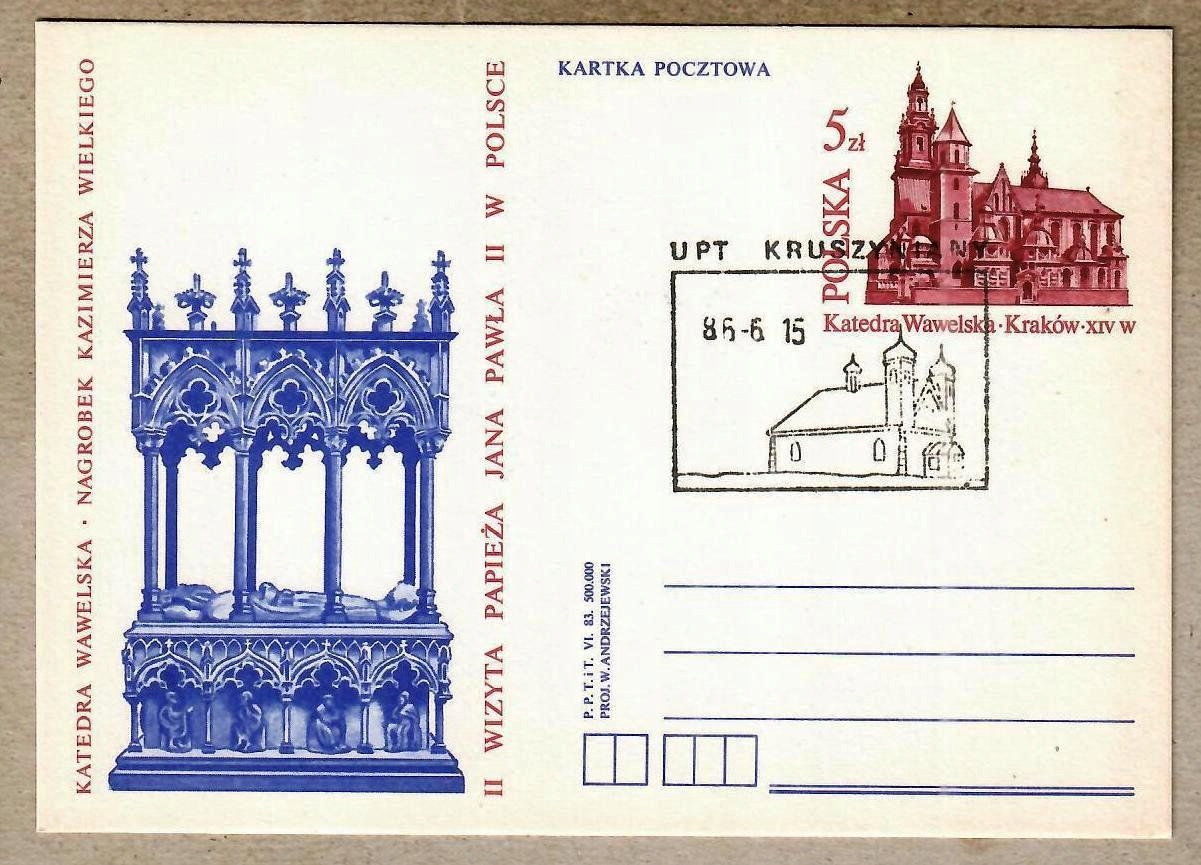 KATEDRA WAWELSKA · NAGROBEK KAZIMIERZA WIELKIEGO
II WIZYTA PAPIEŻA JANA PAWŁA II W POLSCE
KARTKA POCZTOWA
5 zł
POLSKA
Katedra Wawelska · Kraków · XIV w
UPT KRUSZYNIANY
86-6 15
P. P. T. i T. VI. 83. 500.000
PROJ. W. ANDRZEJEWSKI